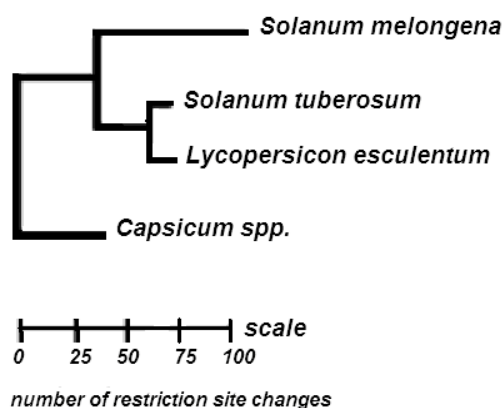 Solanum melongena
Solanum tuberosum
Lycopersicon esculentum
Capsicum spp.
scale
0 25 50 75 100
number of restriction site changes